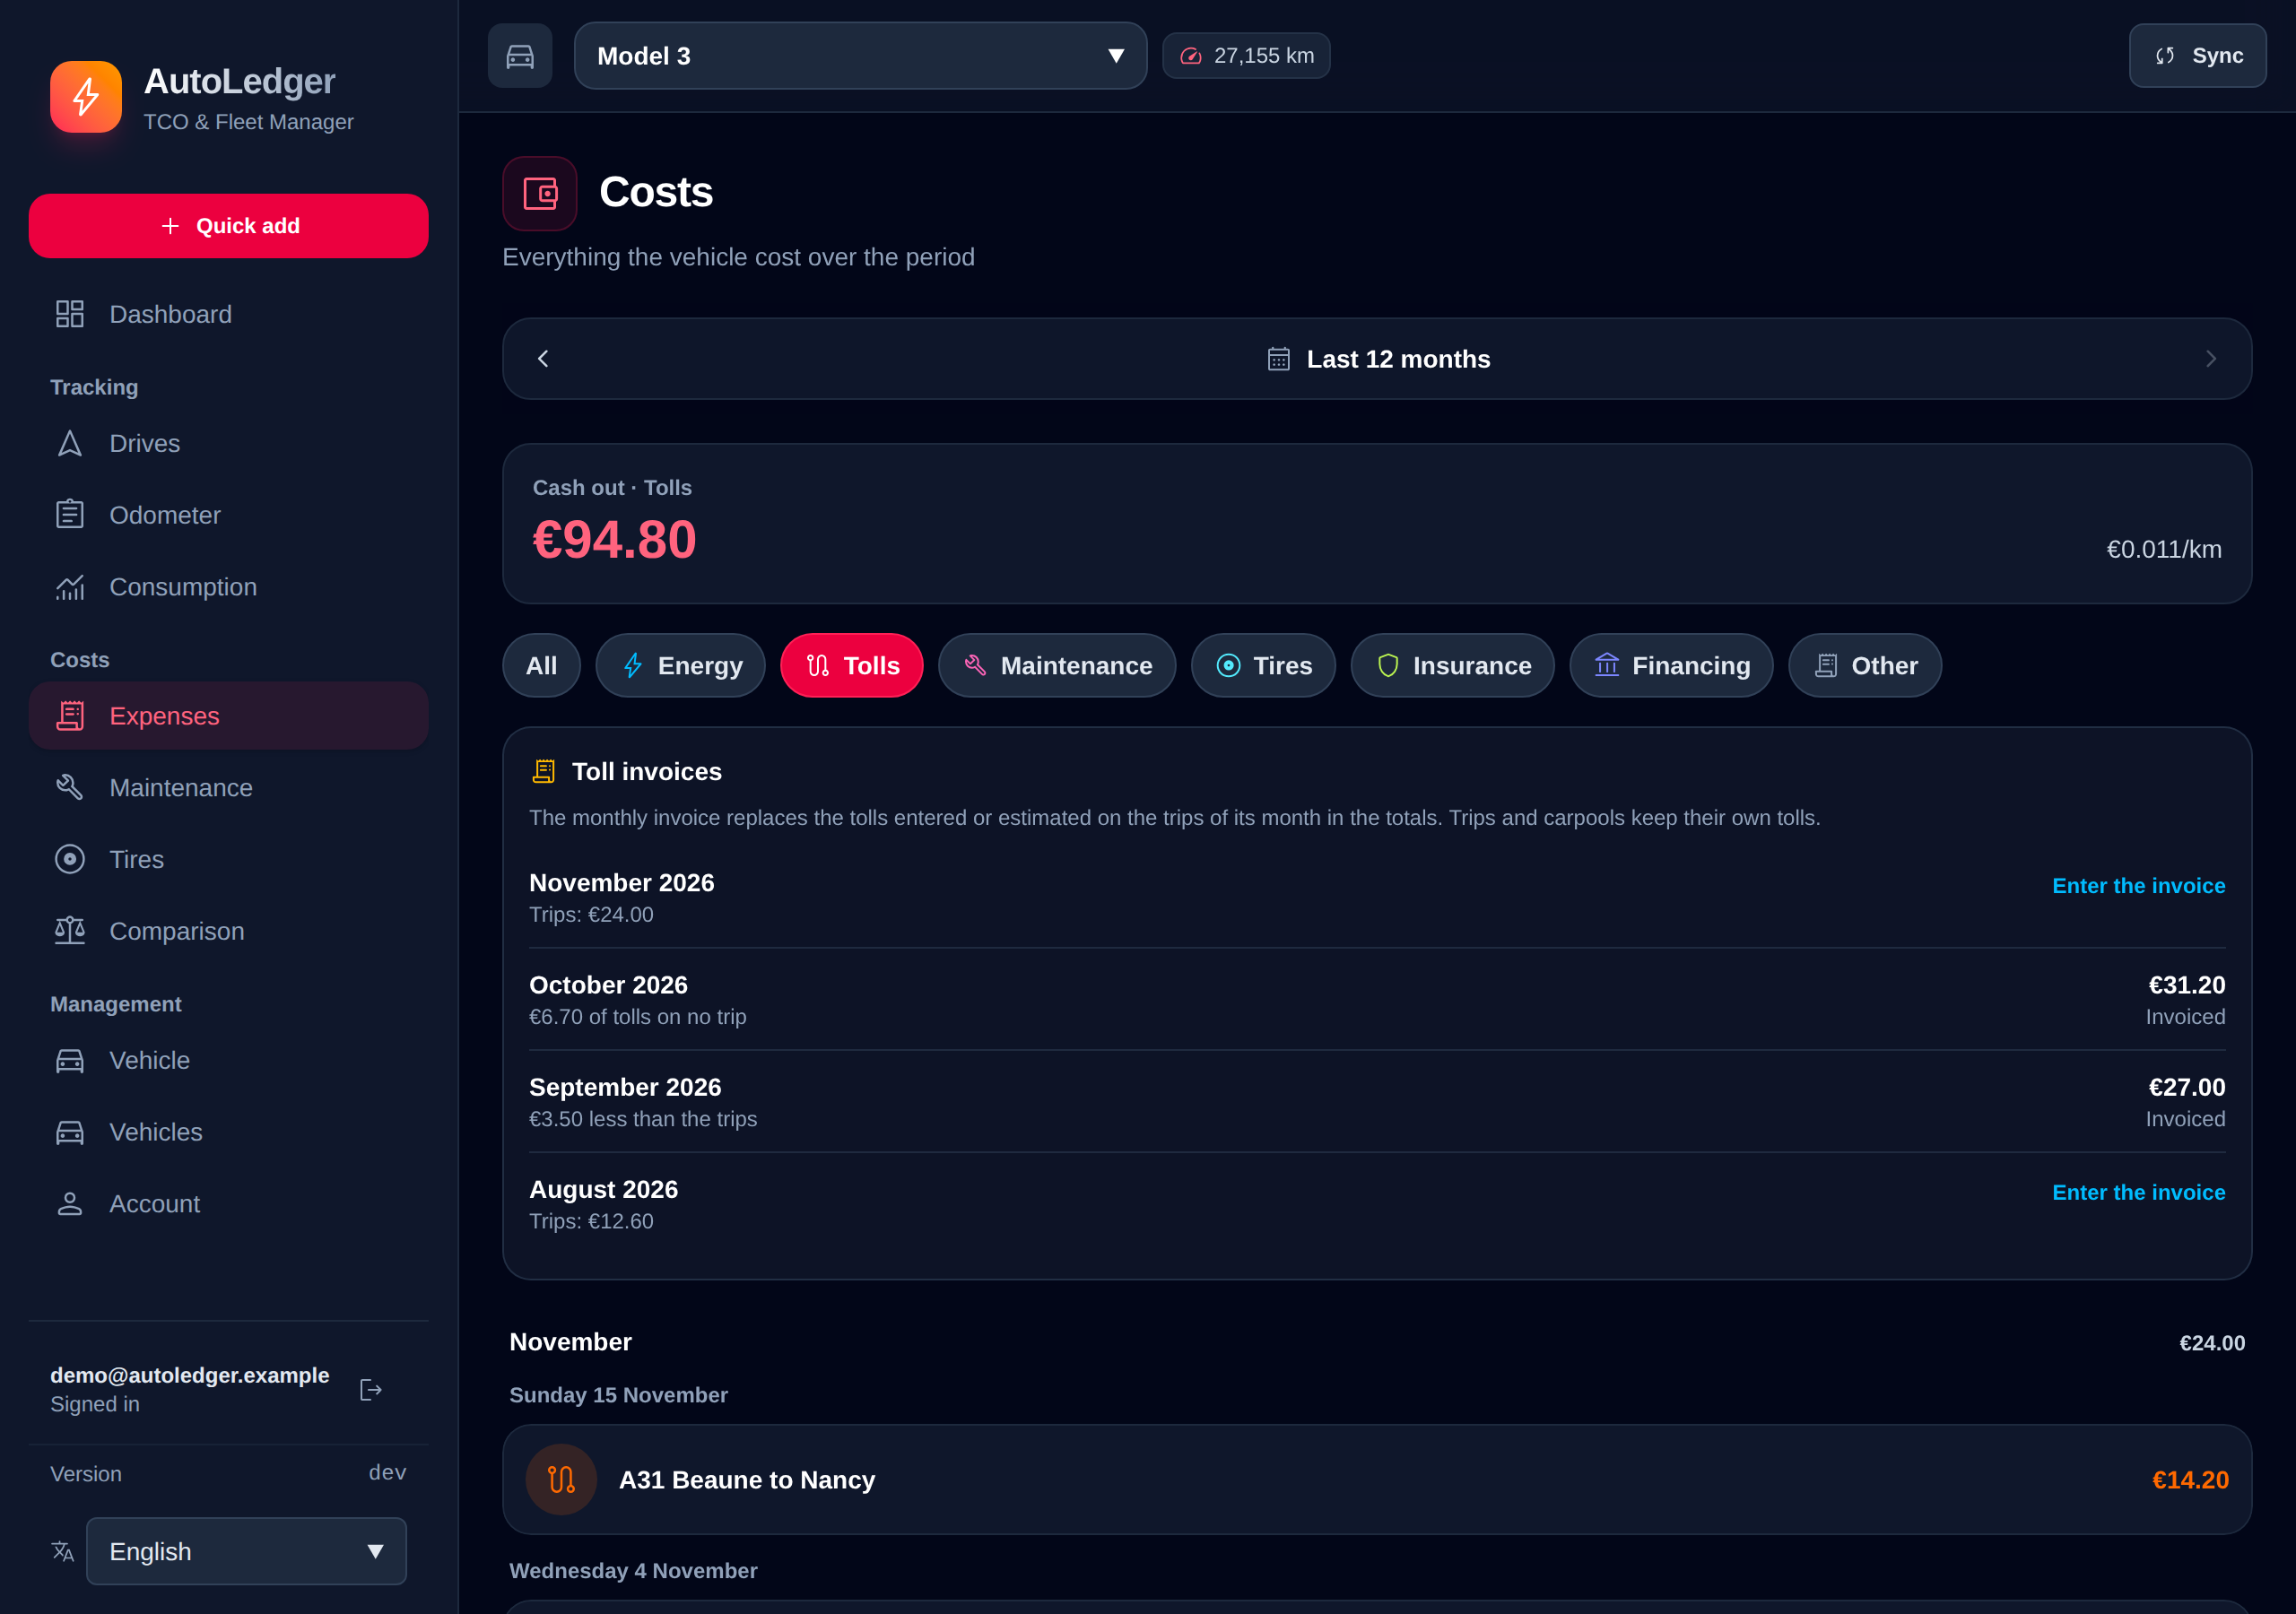 AutoLedger
TCO & Fleet Manager
Quick add
Dashboard
Tracking
Drives
Odometer
Consumption
Costs
Expenses
Maintenance
Tires
Comparison
Management
Vehicle
Vehicles
Account
demo@autoledger.example
Signed in
Version dev
English
Model 3
27,155 km
Sync
Costs
Everything the vehicle cost over the period
Last 12 months
Cash out · Tolls
€94.80
€0.011/km
All Energy Tolls Maintenance Tires Insurance Financing Other
Toll invoices
The monthly invoice replaces the tolls entered or estimated on the trips of its month in the totals. Trips and carpools keep their own tolls.
November 2026
Trips: €24.00
Enter the invoice
October 2026
€6.70 of tolls on no trip
€31.20
Invoiced
September 2026
€3.50 less than the trips
€27.00
Invoiced
August 2026
Trips: €12.60
Enter the invoice
November €24.00
Sunday 15 November
A31 Beaune to Nancy €14.20
Wednesday 4 November